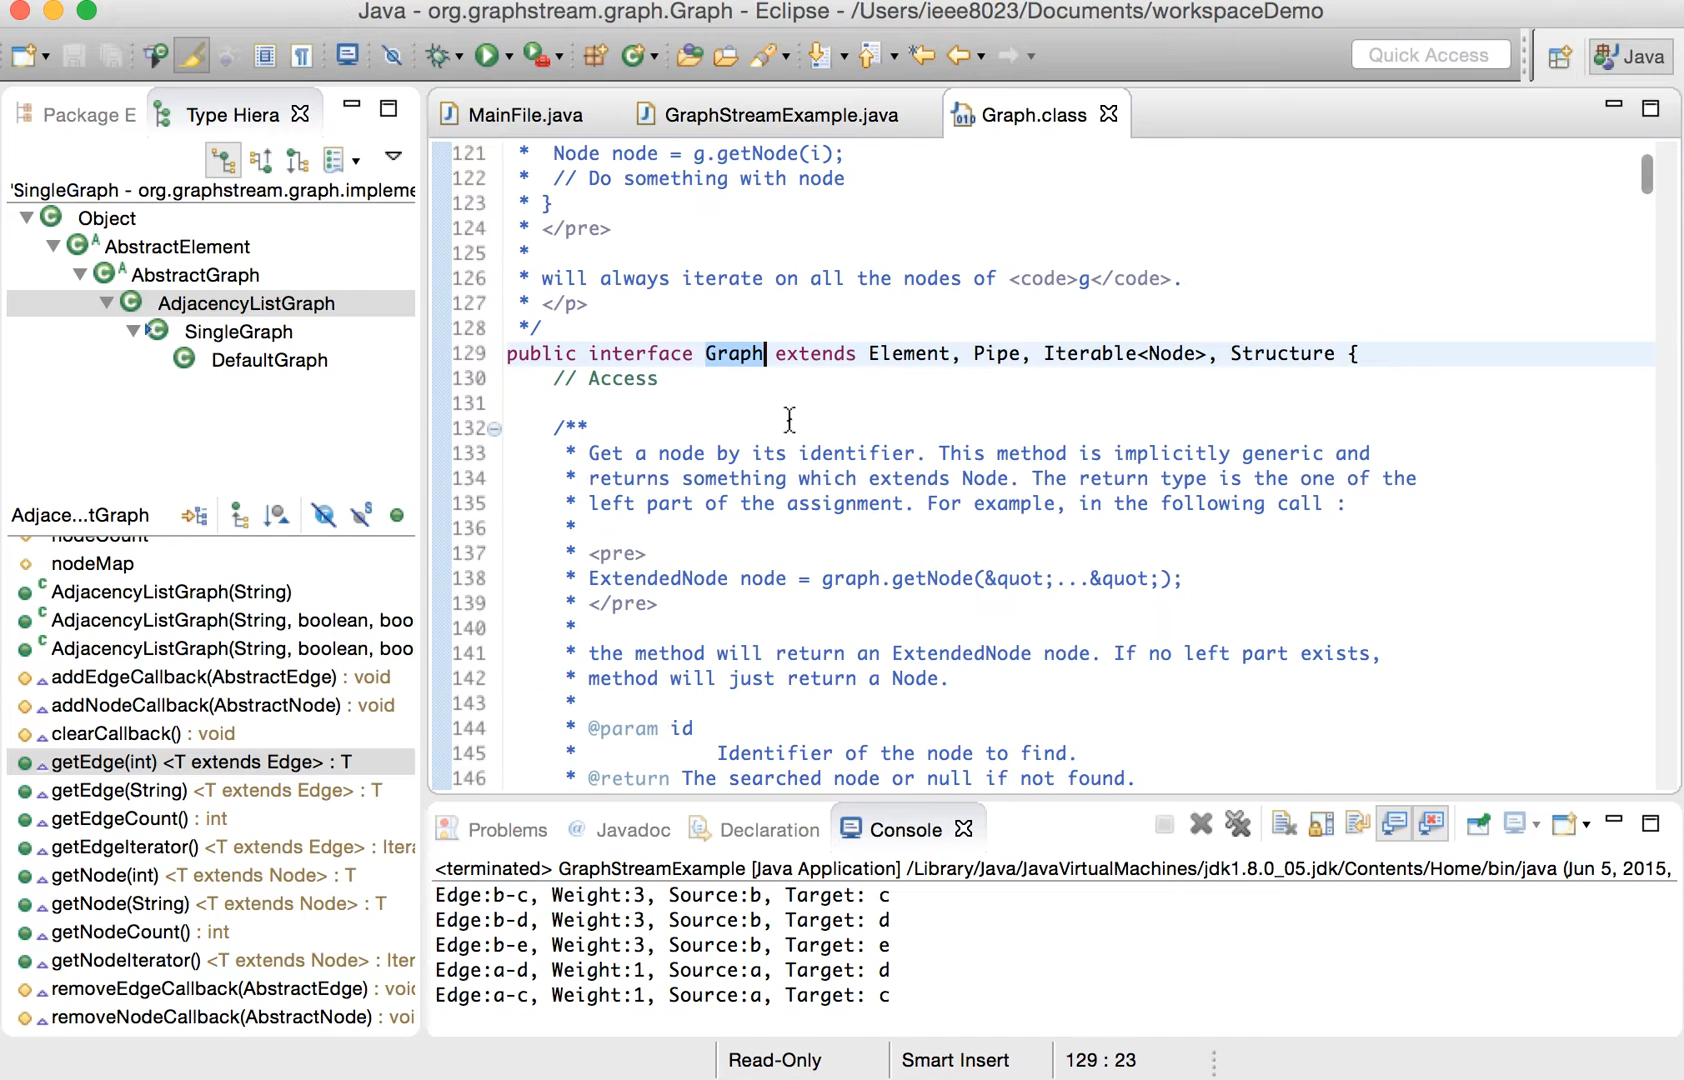 Java - org.graphstream.graph.Graph - Eclipse - /Users/ieee8023/Documents/workspaceDemo
Quick Access
Java
Package E
Type Hiera
'SingleGraph - org.graphstream.graph.impleme
Object
A AbstractElement
A AbstractGraph
AdjacencyListGraph
SingleGraph
DefaultGraph
Adjace...tGraph
nodeCount
nodeMap
AdjacencyListGraph(String)
AdjacencyListGraph(String, boolean, boo
AdjacencyListGraph(String, boolean, boo
addEdgeCallback(AbstractEdge) : void
addNodeCallback(AbstractNode) : void
clearCallback() : void
getEdge(int) <T extends Edge> : T
getEdge(String) <T extends Edge> : T
getEdgeCount() : int
getEdgeIterator() <T extends Edge> : Itera
getNode(int) <T extends Node> : T
getNode(String) <T extends Node> : T
getNodeCount() : int
getNodeIterator() <T extends Node> : Iter
removeEdgeCallback(AbstractEdge) : voic
removeNodeCallback(AbstractNode) : voi
MainFile.java
GraphStreamExample.java
Graph.class
121 *  Node node = g.getNode(i);
122 *  // Do something with node
123 * }
124 * </pre>
125 *
126 * will always iterate on all the nodes of <code>g</code>.
127 * </p>
128 */
129 public interface Graph extends Element, Pipe, Iterable<Node>, Structure {
130 // Access
131
132 /**
133 * Get a node by its identifier. This method is implicitly generic and
134 * returns something which extends Node. The return type is the one of the
135 * left part of the assignment. For example, in the following call :
136 *
137 * <pre>
138 * ExtendedNode node = graph.getNode(&quot;...&quot;);
139 * </pre>
140 *
141 * the method will return an ExtendedNode node. If no left part exists,
142 * method will just return a Node.
143 *
144 * @param id
145 *            Identifier of the node to find.
146 * @return The searched node or null if not found.
Problems
@ Javadoc
Declaration
Console
<terminated> GraphStreamExample [Java Application] /Library/Java/JavaVirtualMachines/jdk1.8.0_05.jdk/Contents/Home/bin/java (Jun 5, 2015,
Edge:b-c, Weight:3, Source:b, Target: c
Edge:b-d, Weight:3, Source:b, Target: d
Edge:b-e, Weight:3, Source:b, Target: e
Edge:a-d, Weight:1, Source:a, Target: d
Edge:a-c, Weight:1, Source:a, Target: c
Read-Only
Smart Insert
129 : 23